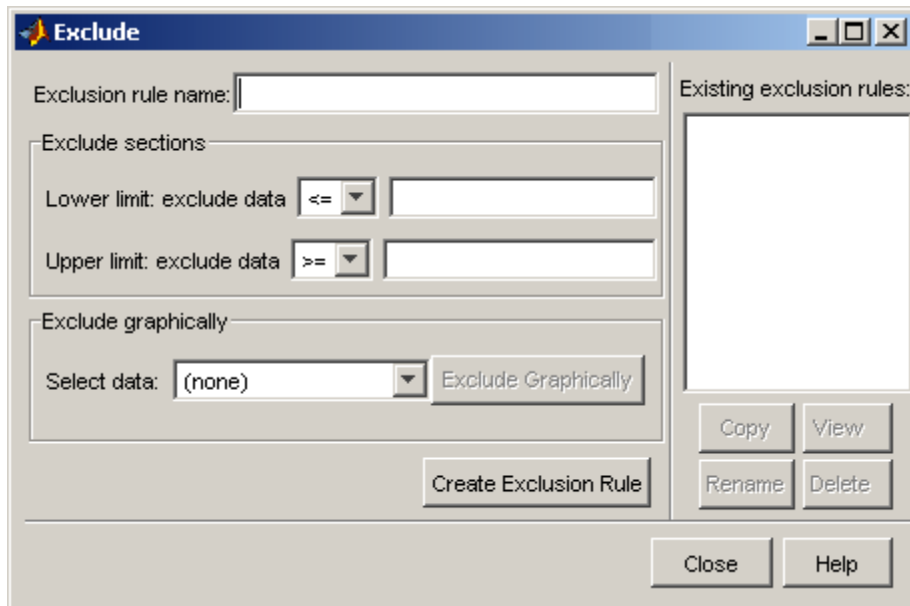 Exclude
Exclusion rule name:
Exclude sections
Lower limit: exclude data <=
Upper limit: exclude data >=
Exclude graphically
Select data: (none) Exclude Graphically
Create Exclusion Rule
Existing exclusion rules:
Copy View
Rename Delete
Close Help